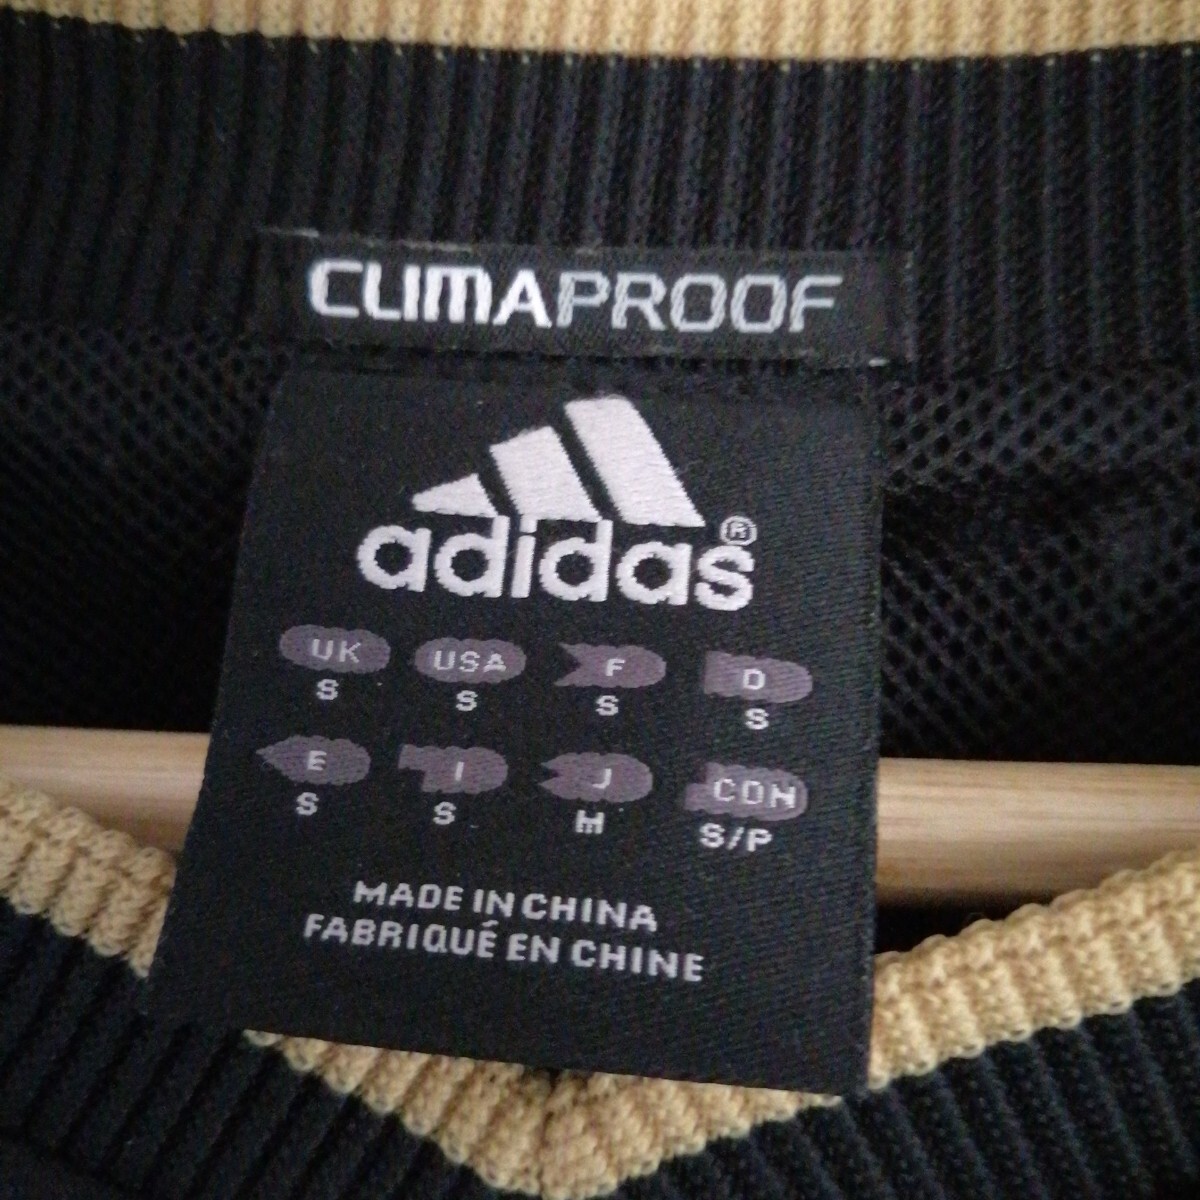 CLIMAPROOF
adidas®
UK USA F D
S S S S
E I J CDN
S S M S/P
MADE IN CHINA
FABRIQUÉ EN CHINE